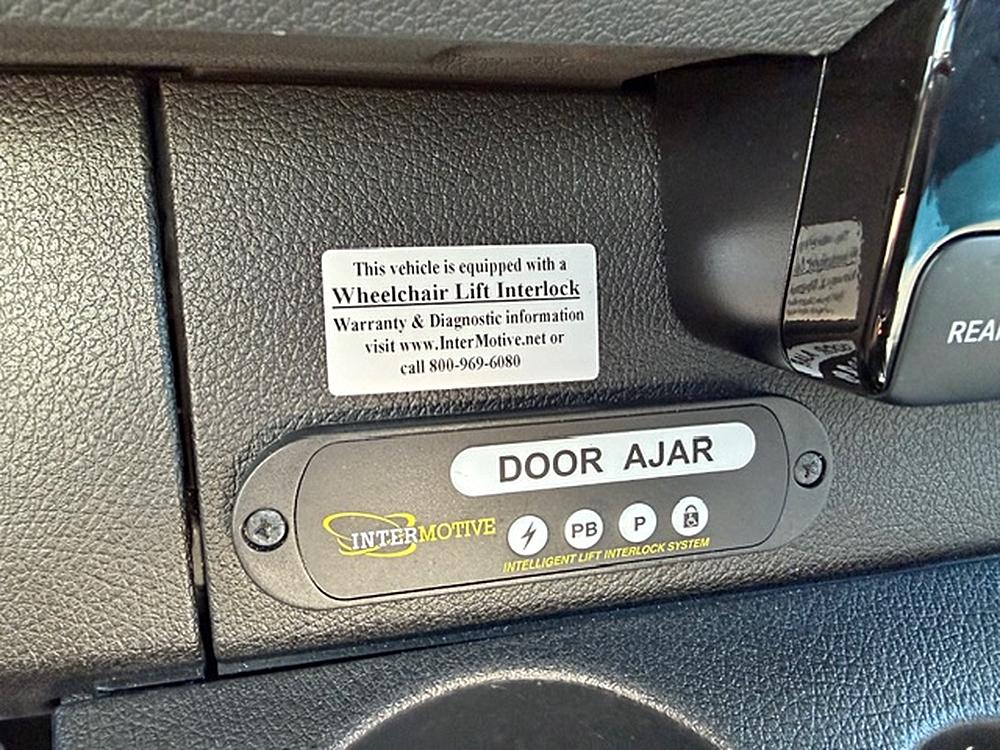 This vehicle is equipped with a
Wheelchair Lift Interlock
Warranty & Diagnostic information
visit www.InterMotive.net or
call 800-969-6080
REA
DOOR AJAR
INTERMOTIVE
PB
P
INTELLIGENT LIFT INTERLOCK SYSTEM